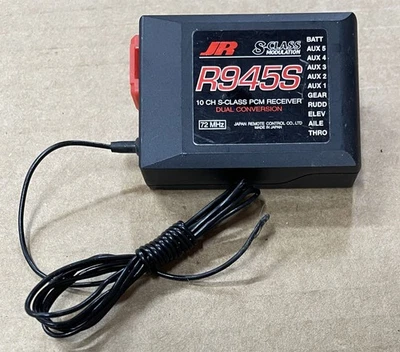 JR S-CLASS MODULATION
R945S
10 CH S-CLASS PCM RECEIVER
DUAL CONVERSION
72 MHz JAPAN REMOTE CONTROL CO., LTD
MADE IN JAPAN
BATT
AUX 5
AUX 4
AUX 3
AUX 2
AUX 1
GEAR
RUDD
ELEV
AILE
THRO